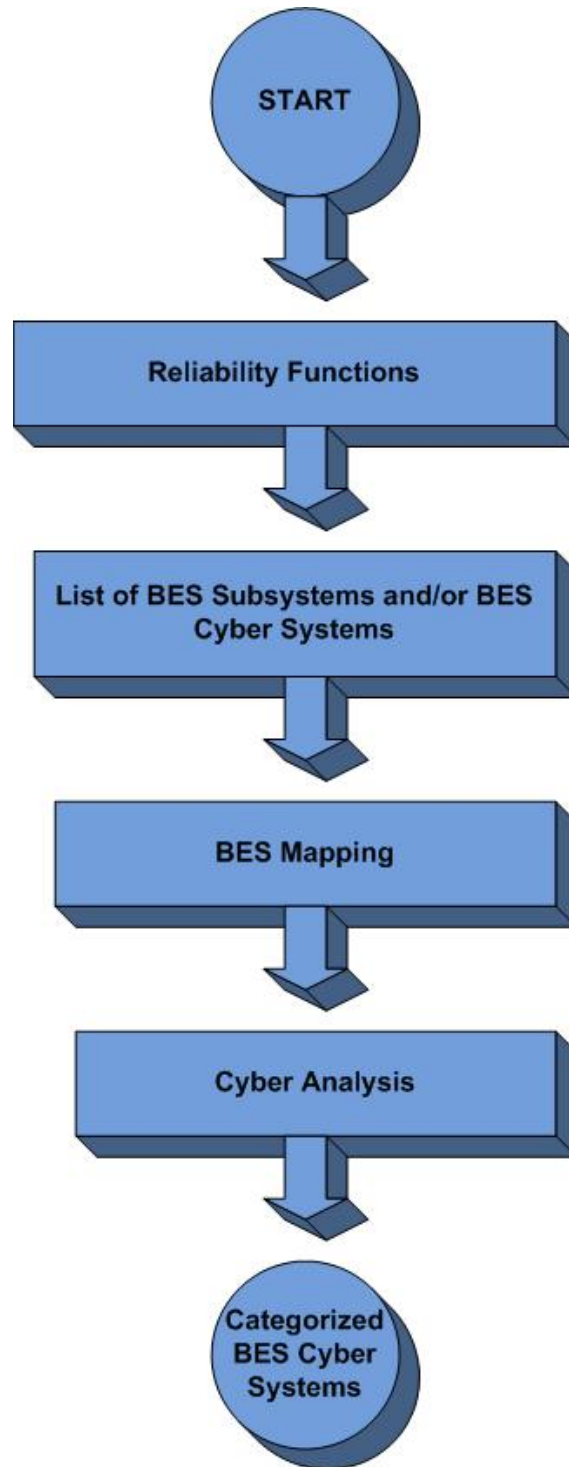 START
Reliability Functions
List of BES Subsystems and/or BES
Cyber Systems
BES Mapping
Cyber Analysis
Categorized
BES Cyber
Systems